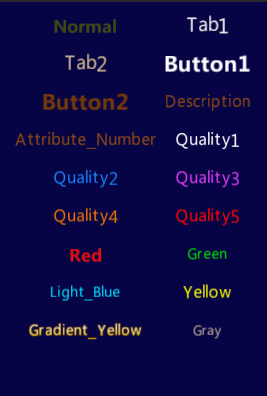 Normal Tab1
Tab2 Button1
Button2 Description
Attribute_Number Quality1
Quality2 Quality3
Quality4 Quality5
Red Green
Light_Blue Yellow
Gradient_Yellow Gray